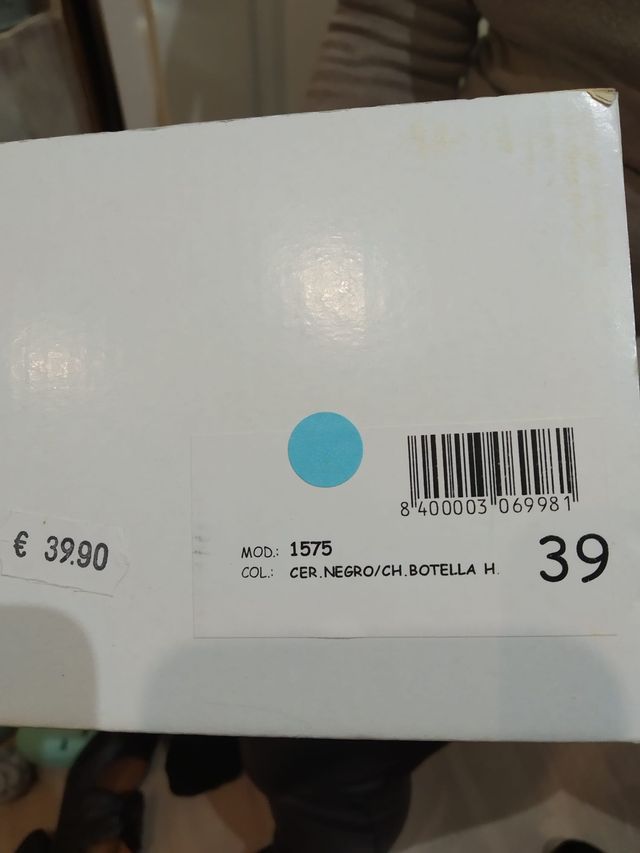 8 400003 069981
€ 39.90
MOD.: 1575
COL.: CER.NEGRO/CH.BOTELLA H.
39